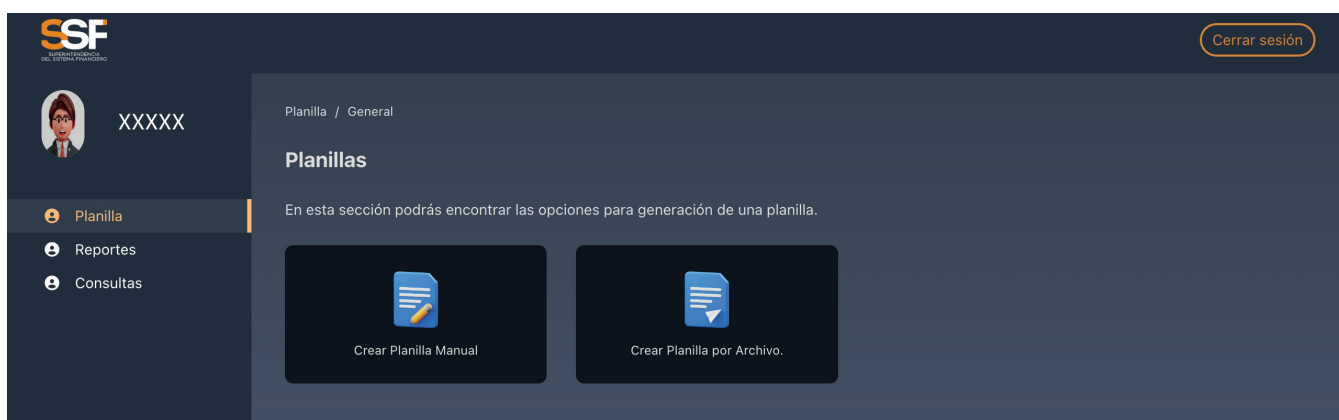 SSF
SUPERINTENDENCIA
DEL SISTEMA FINANCIERO
Cerrar sesión
XXXXX
Planilla
Reportes
Consultas
Planilla / General
Planillas
En esta sección podrás encontrar las opciones para generación de una planilla.
Crear Planilla Manual
Crear Planilla por Archivo.